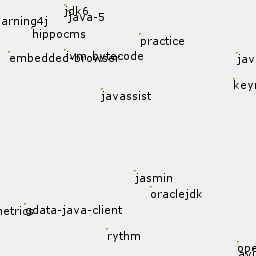 jdk6
java-5
arning4j
hippocms
practice
embedded-browser
jvm-bytecode
jav
keyr
javassist
jasmin
oraclejdk
netrics
gdata-java-client
rythm
ope